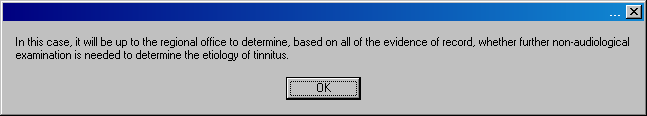 ...
In this case, it will be up to the regional office to determine, based on all of the evidence of record, whether further non-audiological
examination is needed to determine the etiology of tinnitus.
OK